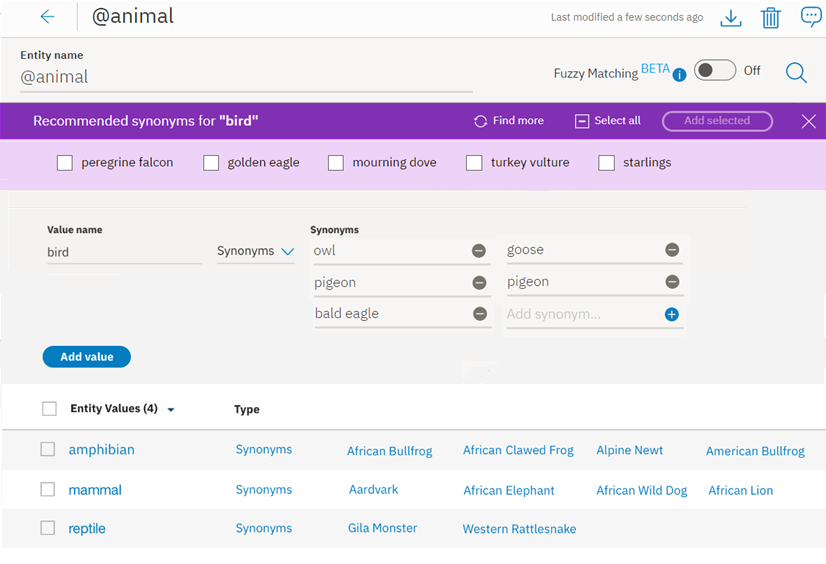 @animal
Last modified a few seconds ago
Entity name
@animal
Fuzzy Matching BETA i Off
Recommended synonyms for "bird"
Find more
Select all
Add selected
peregrine falcon
golden eagle
mourning dove
turkey vulture
starlings
Value name
Synonyms
bird
Synonyms
owl
goose
pigeon
pigeon
bald eagle
Add synonym...
Add value
Entity Values (4)
Type
amphibian Synonyms African Bullfrog African Clawed Frog Alpine Newt American Bullfrog
mammal Synonyms Aardvark African Elephant African Wild Dog African Lion
reptile Synonyms Gila Monster Western Rattlesnake